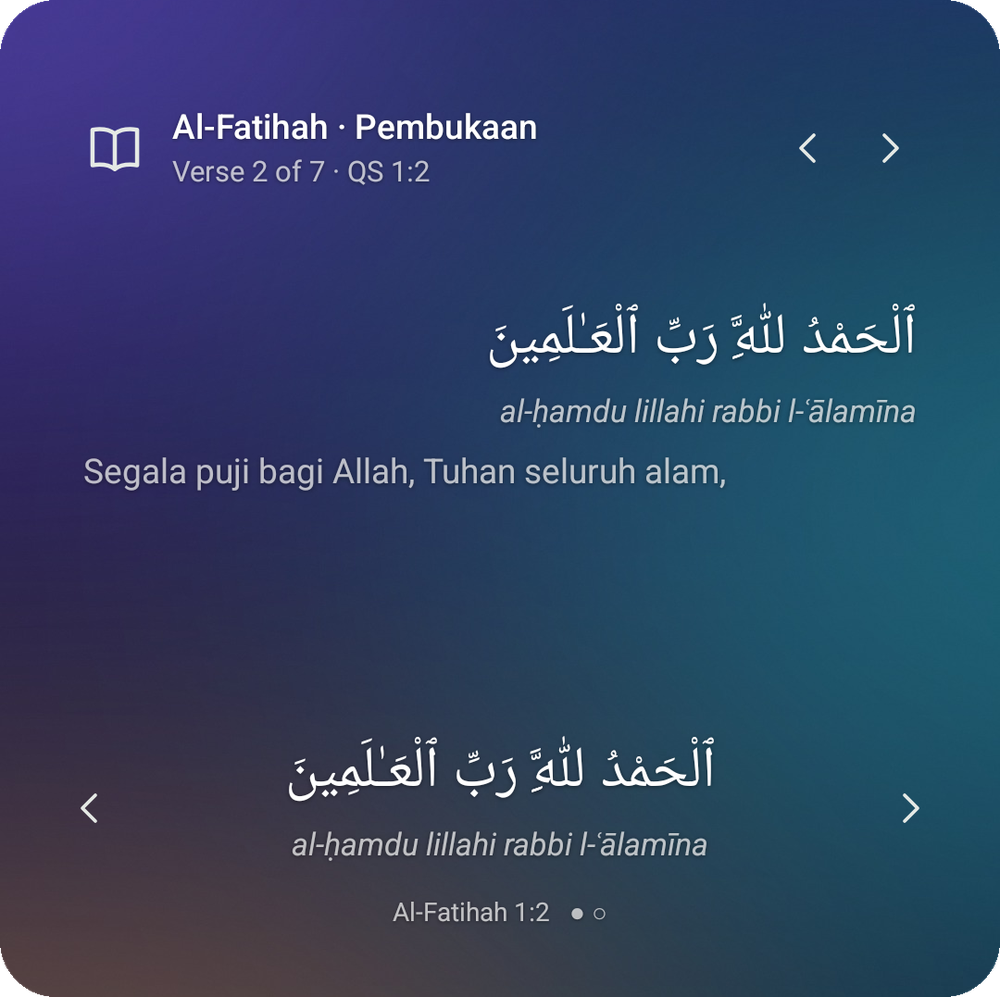 Al-Fatihah · Pembukaan
Verse 2 of 7 · QS 1:2
ٱلْحَمْدُ لِلَّهِ رَبِّ ٱلْعَـٰلَمِينَ
al-ḥamdu lillahi rabbi l-ʿālamīna
Segala puji bagi Allah, Tuhan seluruh alam,
ٱلْحَمْدُ لِلَّهِ رَبِّ ٱلْعَـٰلَمِينَ
al-ḥamdu lillahi rabbi l-ʿālamīna
Al-Fatihah 1:2